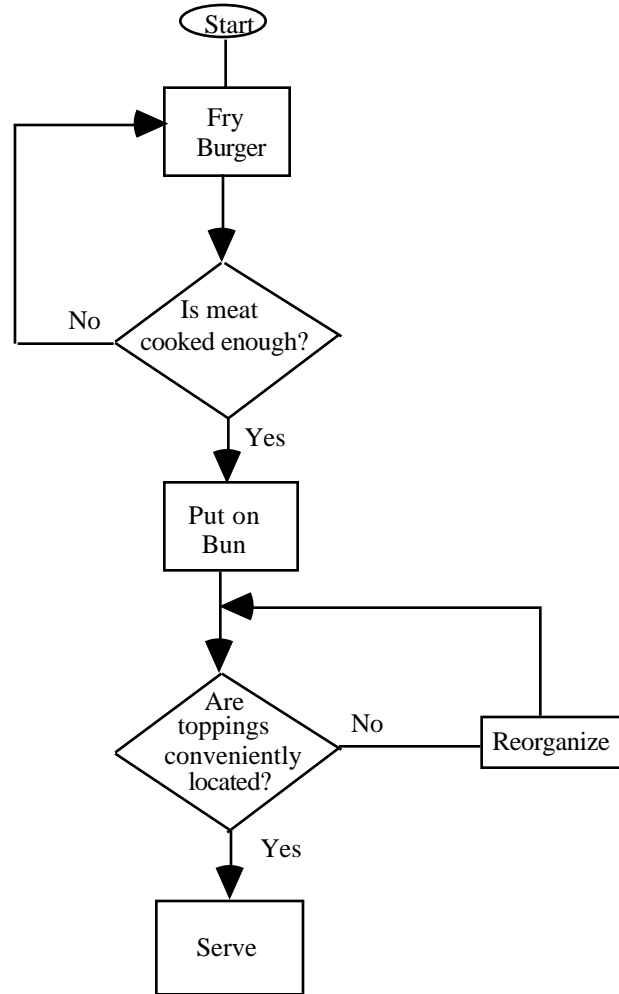 Start
Fry
Burger
Is meat
cooked enough?
No
Yes
Put on
Bun
Are
toppings
conveniently
located?
No
Reorganize
Yes
Serve